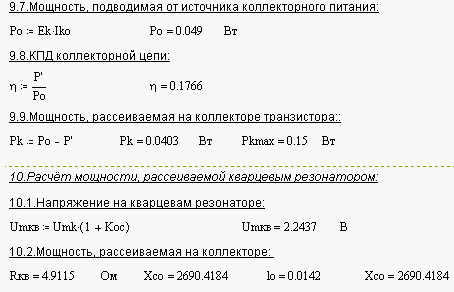 9.7.Мощность, подводимая от источника коллекторного питания:
Po := Ek·Iko Po = 0.049 Вт
9.8.КПД коллекторной цепи:
η := P'/Po η = 0.1766
9.9.Мощность, рассеиваемая на коллекторе транзистора::
Pk := Po - P' Pk = 0.0403 Вт Pkmax = 0.15 Вт
10.Расчёт мощности, рассеиваемой кварцевым резонатором:
10.1.Напряжение на кварцевам резонаторе:
Umкв := Umk·(1 + Koc) Umкв = 2.2437 В
10.2.Мощность, рассеиваемая на коллекторе:
Rкв = 4.9115 Ом Xco = 2690.4184 Io = 0.0142 Xco = 2690.4184